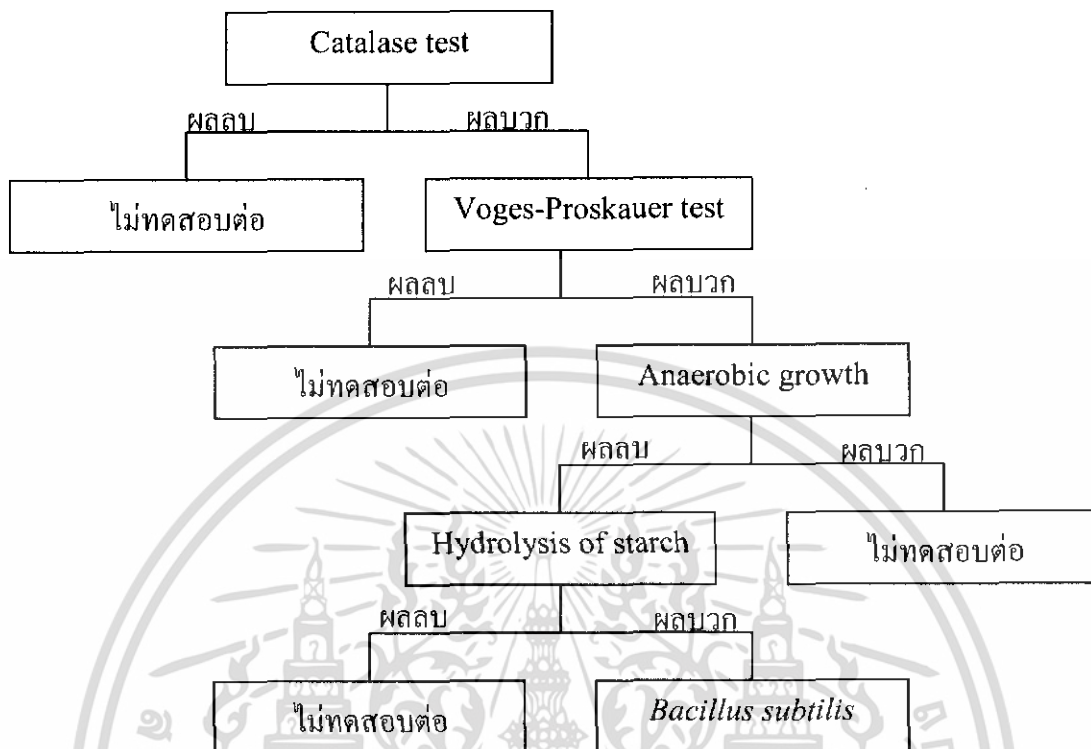 Catalase test
ผลลบ ผลบวก
ไม่ทดสอบต่อ Voges-Proskauer test
ผลลบ ผลบวก
ไม่ทดสอบต่อ Anaerobic growth
ผลลบ ผลบวก
Hydrolysis of starch ไม่ทดสอบต่อ
ผลลบ ผลบวก
ไม่ทดสอบต่อ Bacillus subtilis